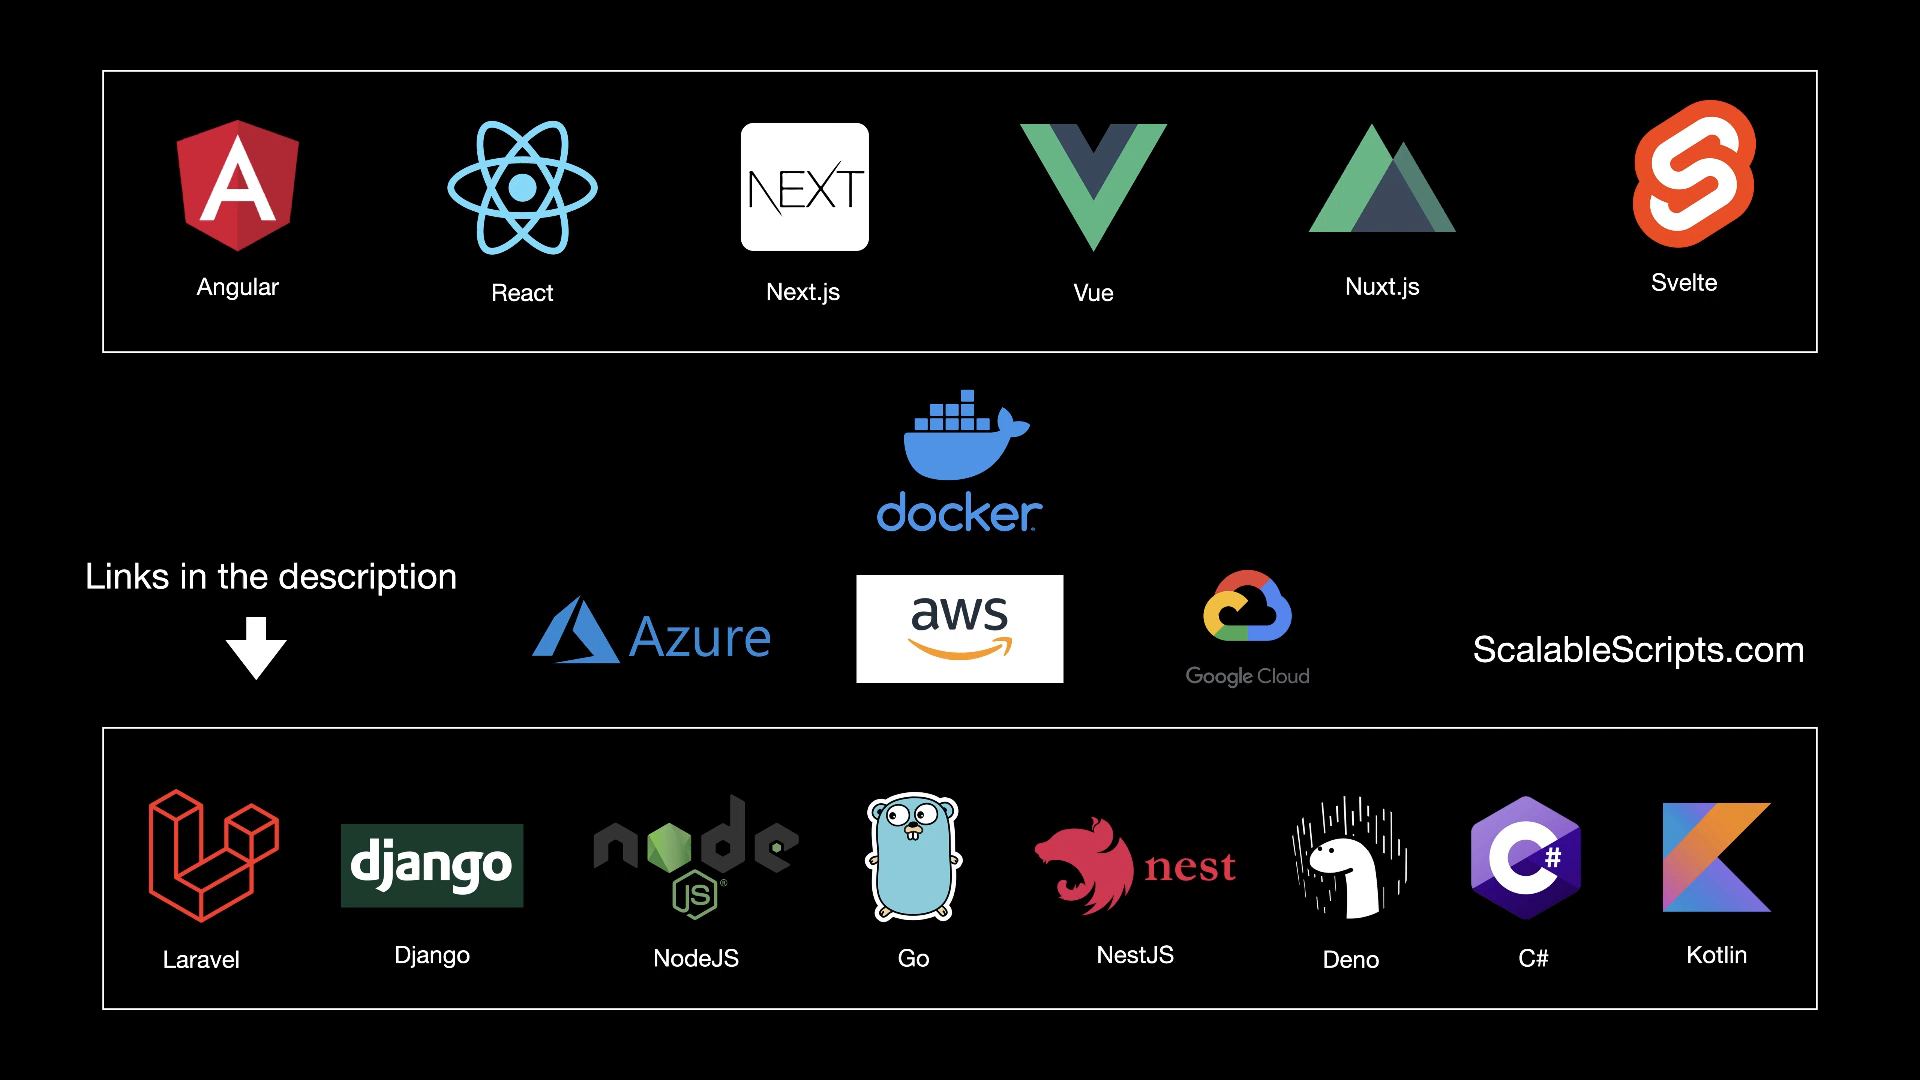 NEXT
Angular
React
Next.js
Vue
Nuxt.js
Svelte
docker
Links in the description
Azure
aws
Google Cloud
ScalableScripts.com
django
node
JS®
nest
C#
Laravel
Django
NodeJS
Go
NestJS
Deno
C#
Kotlin